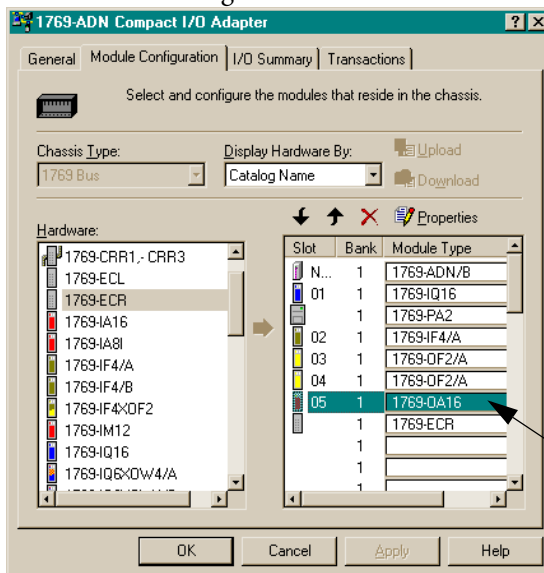 1769-ADN Compact I/O Adapter
General Module Configuration I/O Summary Transactions
Select and configure the modules that reside in the chassis.
Chassis Type:
1769 Bus
Display Hardware By:
Catalog Name
Upload
Download
Properties
Hardware:
1769-CRR1,- CRR3
1769-ECL
1769-ECR
1769-IA16
1769-IA8I
1769-IF4/A
1769-IF4/B
1769-IF4XOF2
1769-IM12
1769-IQ16
1769-IQ6XOW4/A
Slot Bank Module Type
N... 1 1769-ADN/B
01 1 1769-IQ16
1 1769-PA2
02 1 1769-IF4/A
03 1 1769-OF2/A
04 1 1769-OF2/A
05 1 1769-OA16
1 1769-ECR
1
1
1
OK Cancel Apply Help